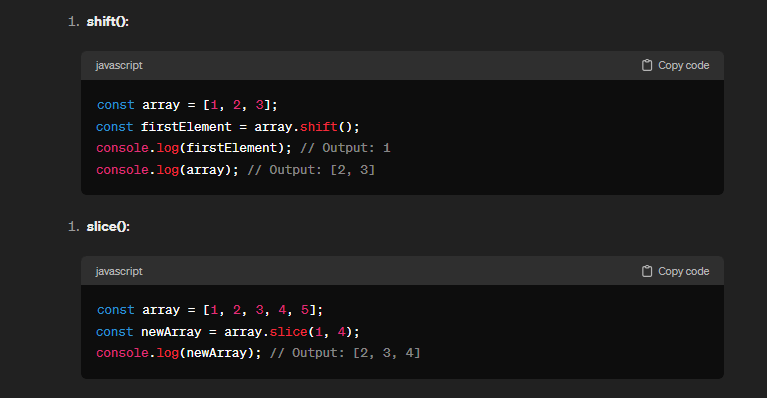 1. shift():
javascript
Copy code
const array = [1, 2, 3];
const firstElement = array.shift();
console.log(firstElement); // Output: 1
console.log(array); // Output: [2, 3]
1. slice():
javascript
Copy code
const array = [1, 2, 3, 4, 5];
const newArray = array.slice(1, 4);
console.log(newArray); // Output: [2, 3, 4]